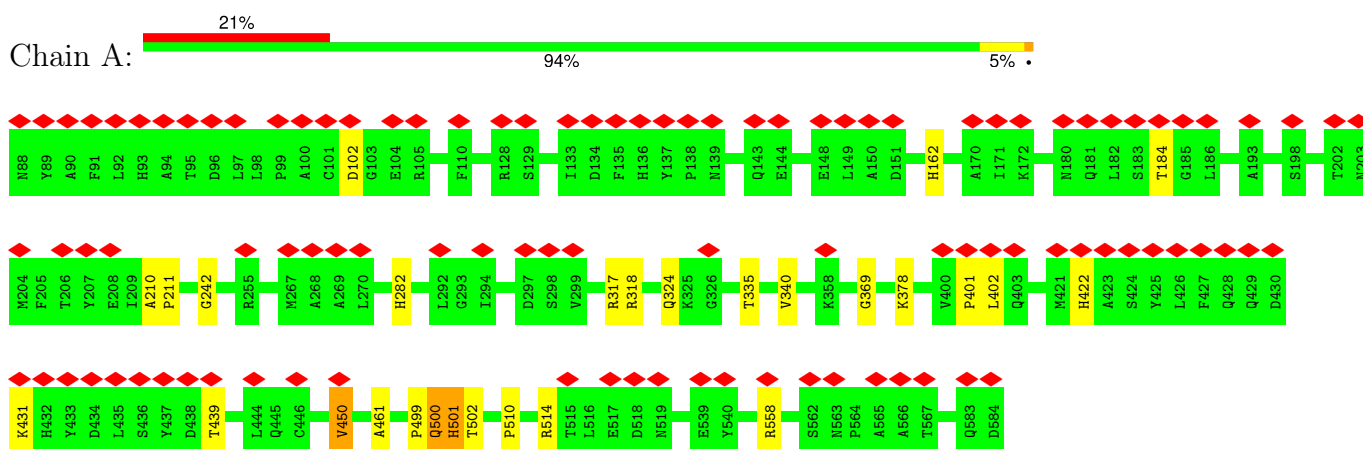 21%
Chain A:
94% 5% •
N88 Y89 A90 F91 L92 H93 A94 T95 D96 L97 L98 P99 A100 C101 D102 G103 E104 R105 F110 R128 S129 I133 D134 F135 H136 Y137 P138 N139 Q143 E144 E148 L149 A150 D151 H162 A170 I171 K172 N180 Q181 L182 S183 T184 G185 L186 A193 S198 T202 N203
M204 F205 T206 Y207 E208 I209 A210 P211 G242 R255 M267 A268 A269 L270 H282 L292 G293 I294 D297 S298 V299 R317 R318 Q324 K325 G326 T335 V340 K358 G369 K378 V400 P401 L402 Q403 M421 H422 A423 S424 Y425 L426 F427 Q428 Q429 D430
K431 H432 Y433 D434 L435 S436 Y437 D438 T439 L444 Q445 C446 V450 A461 P499 Q500 H501 T502 P510 R514 T515 L516 E517 D518 N519 E539 Y540 R558 S562 N563 P564 A565 A566 T567 Q583 D584